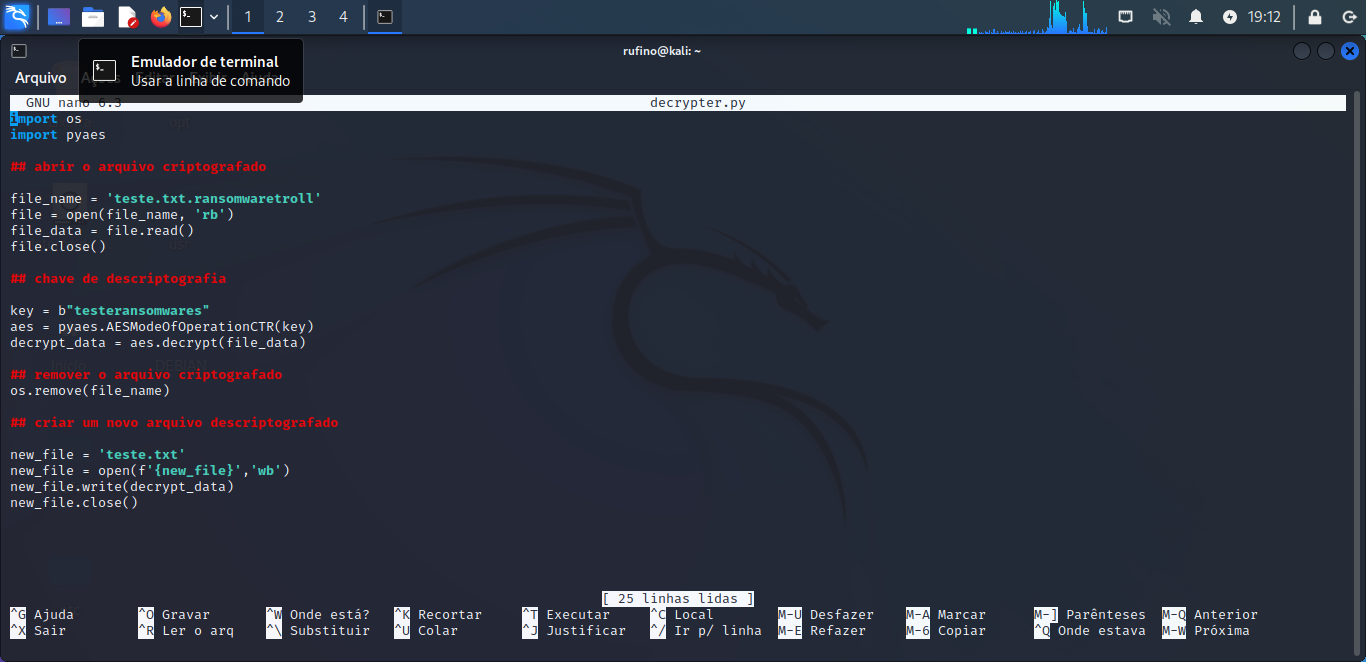 1 2 3 4 19:12
rufino@kali: ~
Emulador de terminal
Usar a linha de comando
Arquivo
GNU nano 6.3 decrypter.py
import os
import pyaes
## abrir o arquivo criptografado
file_name = 'teste.txt.ransomwaretroll'
file = open(file_name, 'rb')
file_data = file.read()
file.close()
## chave de descriptografia
key = b"testeransomwares"
aes = pyaes.AESModeOfOperationCTR(key)
decrypt_data = aes.decrypt(file_data)
## remover o arquivo criptografado
os.remove(file_name)
## criar um novo arquivo descriptografado
new_file = 'teste.txt'
new_file = open(f'{new_file}','wb')
new_file.write(decrypt_data)
new_file.close()
[ 25 linhas lidas ]
^G Ajuda ^O Gravar ^W Onde está? ^K Recortar ^T Executar ^C Local M-U Desfazer M-A Marcar M-] Parênteses M-Q Anterior
^X Sair ^R Ler o arq ^\ Substituir ^U Colar ^J Justificar ^/ Ir p/ linha M-E Refazer M-6 Copiar ^Q Onde estava M-W Próxima